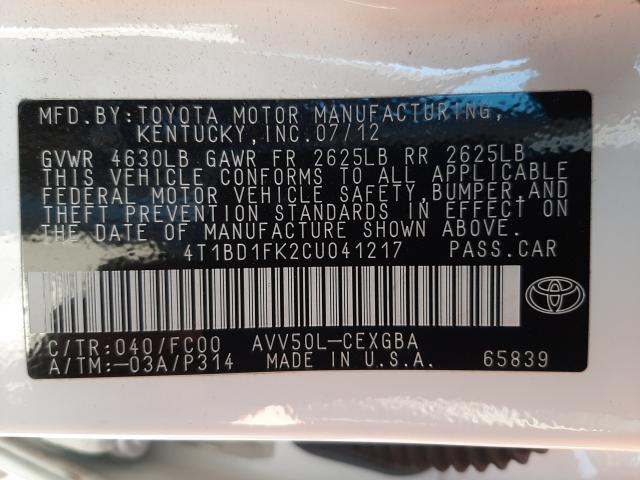 MFD.BY:TOYOTA MOTOR MANUFACTURING,
KENTUCKY,INC.07/12
GVWR 4630LB GAWR FR 2625LB RR 2625LB
THIS VEHICLE CONFORMS TO ALL APPLICABLE
FEDERAL MOTOR VEHICLE SAFETY,BUMPER,AND
THEFT PREVENTION STANDARDS IN EFFECT ON
THE DATE OF MANUFACTURE SHOWN ABOVE.
4T1BD1FK2CU041217 PASS.CAR
C/TR:040/FC00 AVV50L-CEXGBA
A/TM:-03A/P314 MADE IN U.S.A. 65839